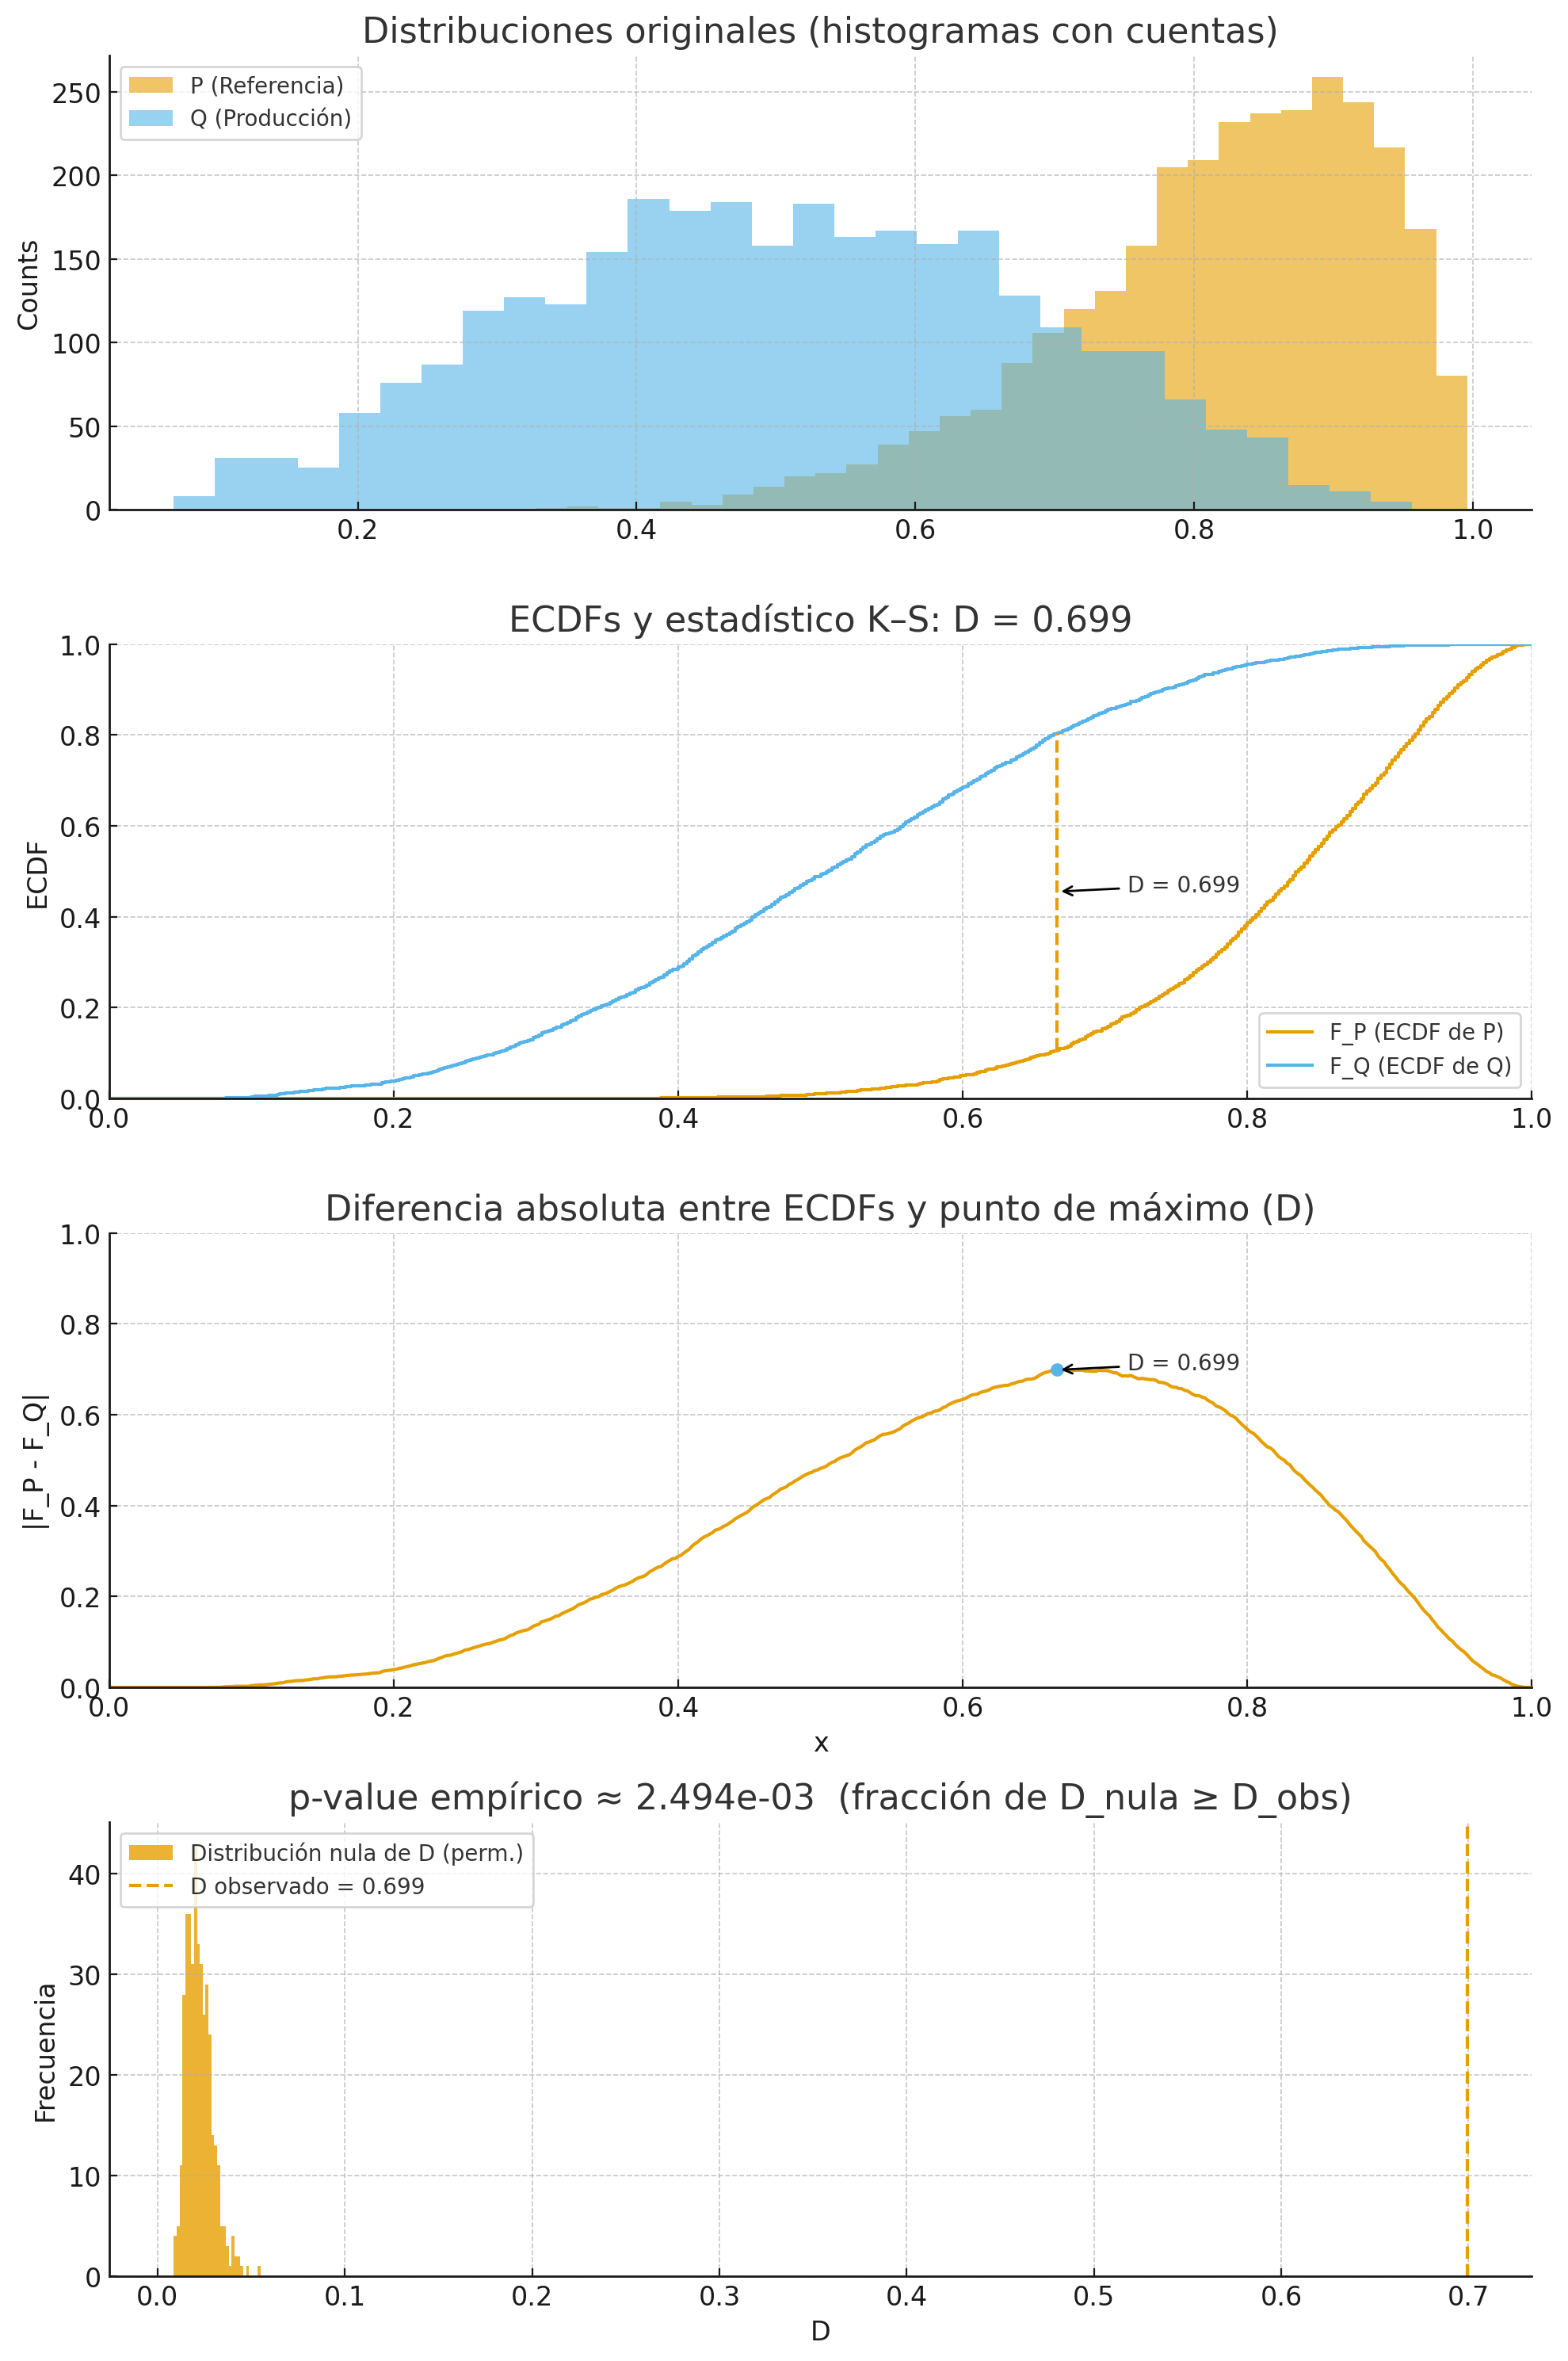 Distribuciones originales (histogramas con cuentas)
P (Referencia)
Q (Producción)
Counts
250
200
150
100
50
0
0.2 0.4 0.6 0.8 1.0
ECDFs y estadístico K–S: D = 0.699
ECDF
1.0
0.8
0.6
0.4
0.2
0.0
D = 0.699
F_P (ECDF de P)
F_Q (ECDF de Q)
0.0 0.2 0.4 0.6 0.8 1.0
Diferencia absoluta entre ECDFs y punto de máximo (D)
|F_P - F_Q|
1.0
0.8
0.6
0.4
0.2
0.0
D = 0.699
0.0 0.2 0.4 0.6 0.8 1.0
x
p-value empírico ≈ 2.494e-03 (fracción de D_nula ≥ D_obs)
Distribución nula de D (perm.)
D observado = 0.699
Frecuencia
40
30
20
10
0
0.0 0.1 0.2 0.3 0.4 0.5 0.6 0.7
D